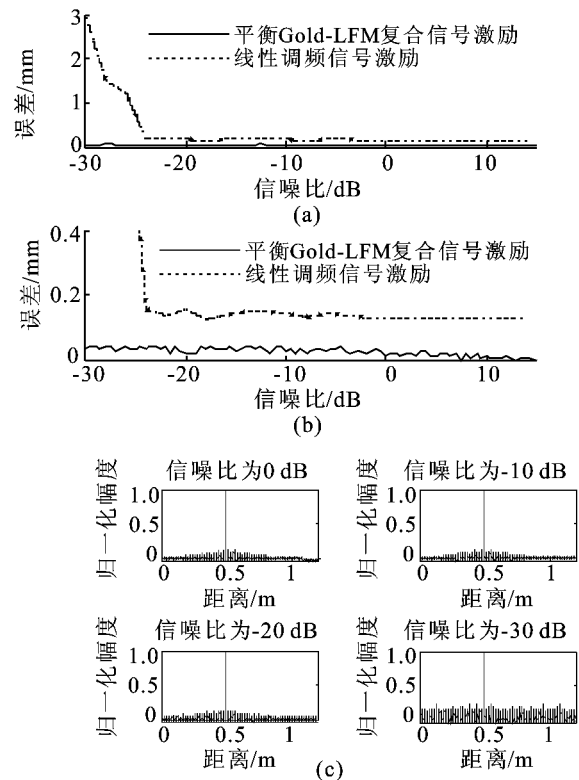 3
2
1
0
误差/mm
平衡Gold-LFM复合信号激励
线性调频信号激励
-30 -20 -10 0 10
信噪比/dB
(a)
0.4
0.2
0
误差/mm
平衡Gold-LFM复合信号激励
线性调频信号激励
-30 -20 -10 0 10
信噪比/dB
(b)
信噪比为0 dB
归一化幅度
1.0
0.5
0
0 0.5 1
距离/m
信噪比为-10 dB
归一化幅度
1.0
0.5
0
0 0.5 1
距离/m
信噪比为-20 dB
归一化幅度
1.0
0.5
0
0 0.5 1
距离/m
信噪比为-30 dB
归一化幅度
1.0
0.5
0
0 0.5 1
距离/m
(c)